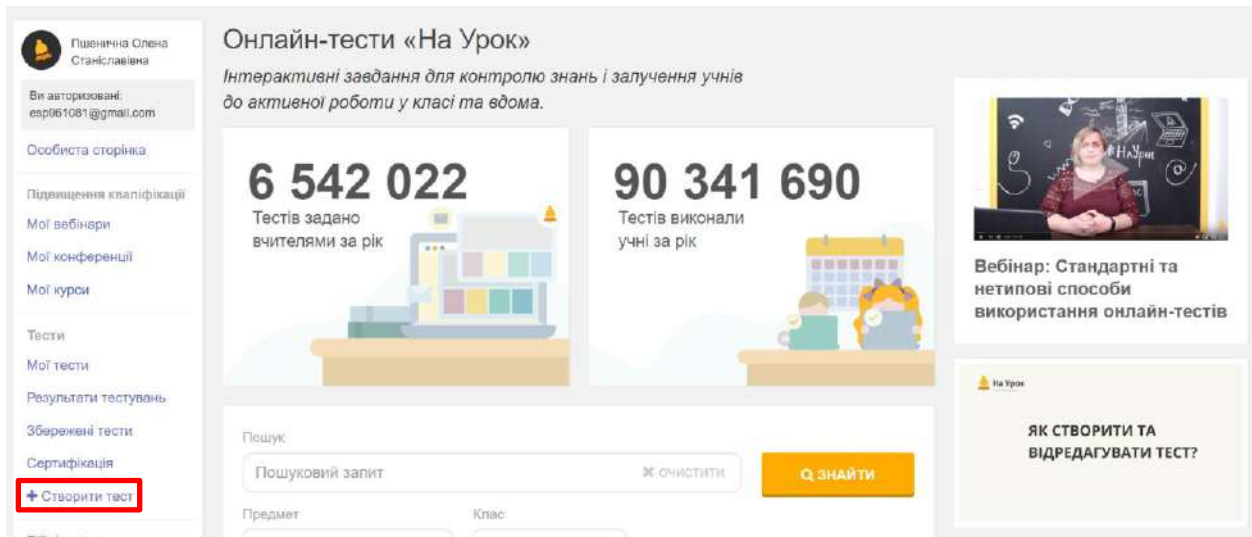 Пшенична Олена
Станіславівна
Ви авторизовані:
esp961081@gmail.com
Особиста сторінка
Підвищення кваліфікації
Мої вебінари
Мої конференції
Мої курси
Тести
Мої тести
Результати тестувань
Збережені тести
Сертифікація
+ Створити тест
Онлайн-тести «На Урок»
Інтерактивні завдання для контролю знань і залучення учнів
до активної роботи у класі та вдома.
6 542 022
Тестів задано
вчителями за рік
90 341 690
Тестів виконали
учні за рік
Пошук
Пошуковий запит
✖ очистити
ЗНАЙТИ
Предмет
Клас
#НаУрок
Вебінар: Стандартні та
нетипові способи
використання онлайн-тестів
На Урок
ЯК СТВОРИТИ ТА
ВІДРЕДАГУВАТИ ТЕСТ?